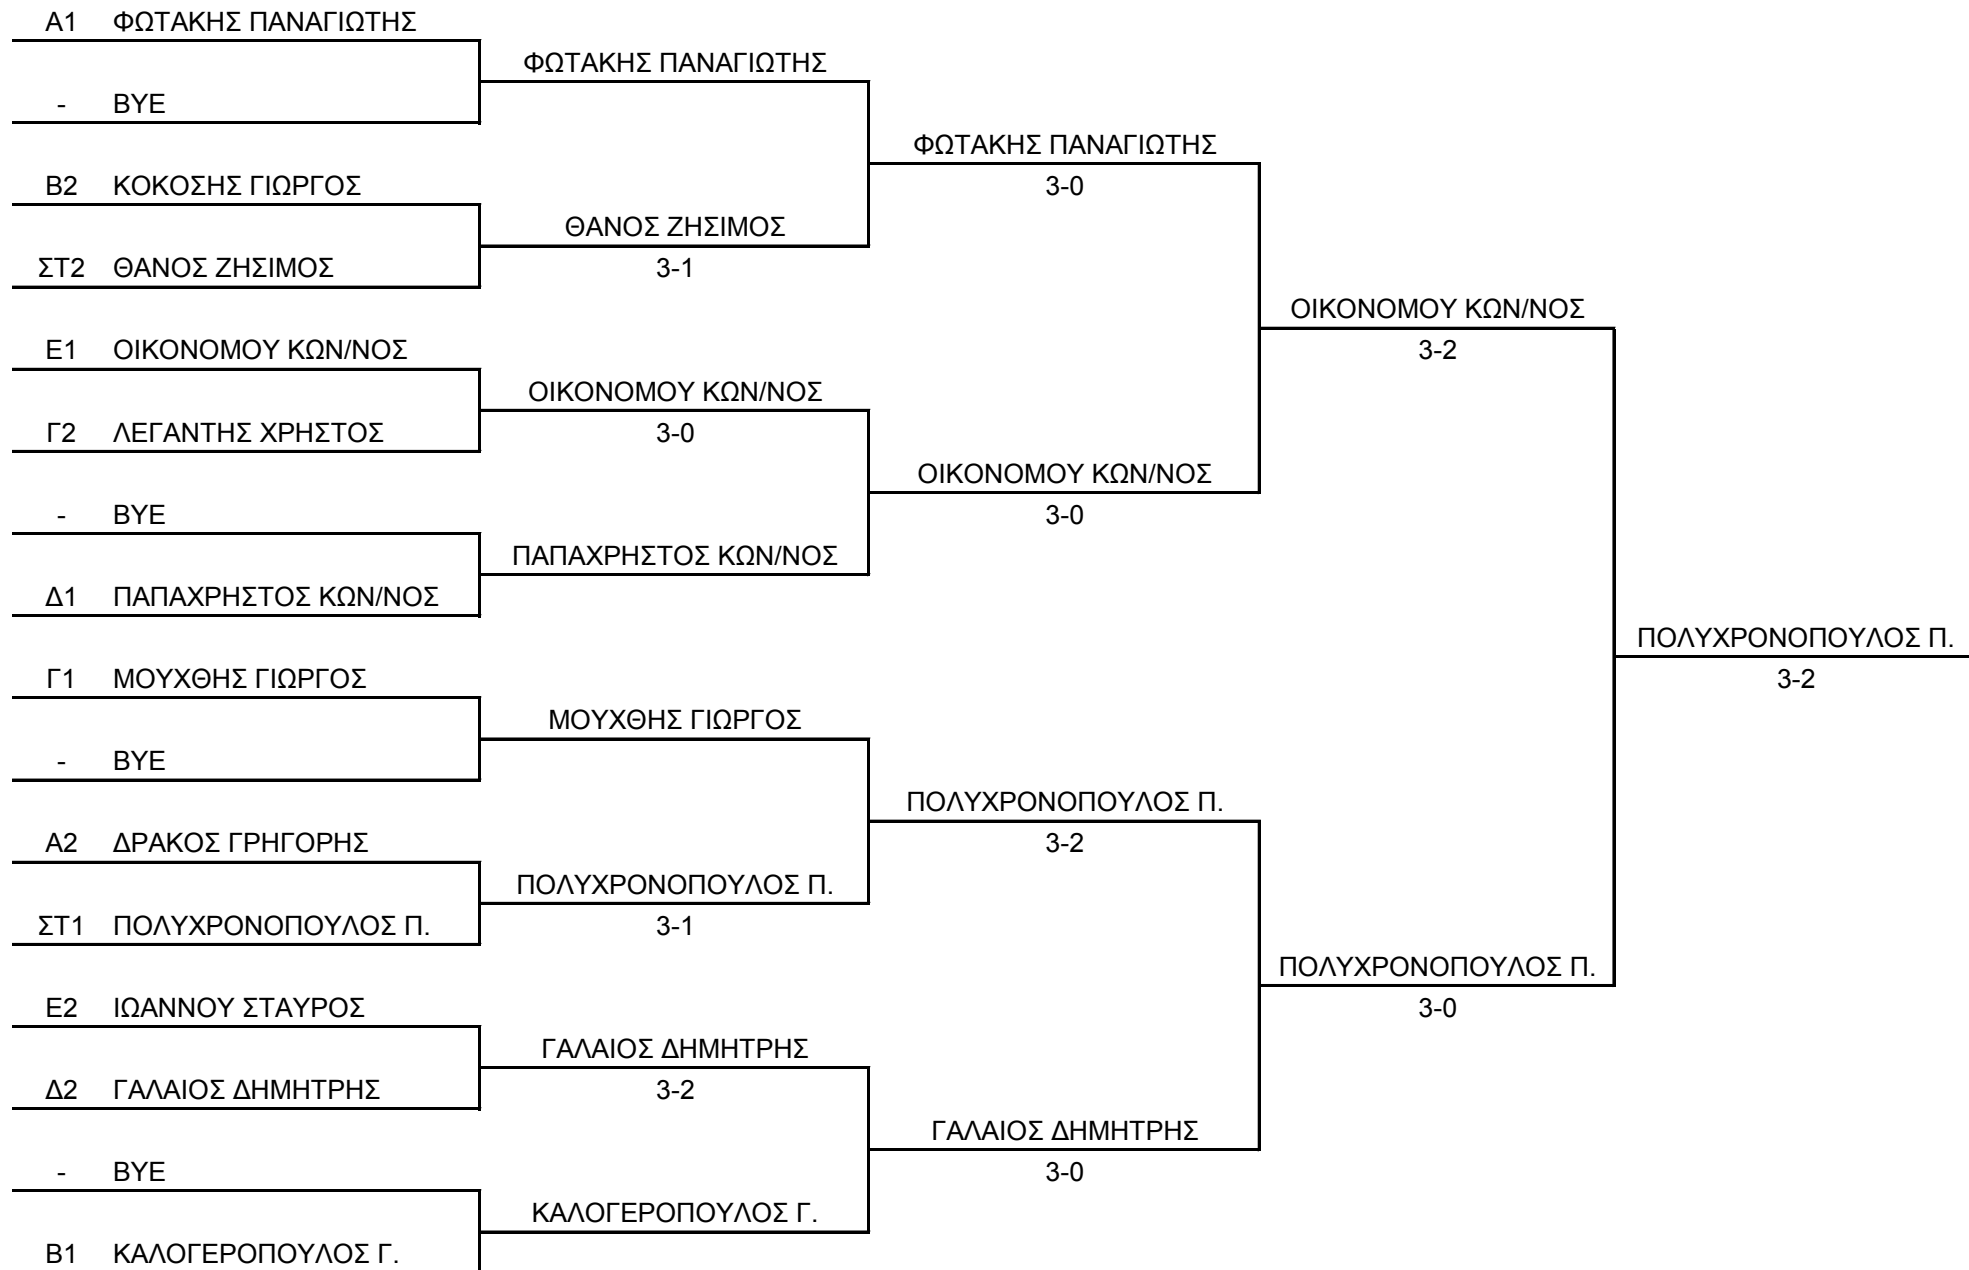 Α1 ΦΩΤΑΚΗΣ ΠΑΝΑΓΙΩΤΗΣ
ΦΩΤΑΚΗΣ ΠΑΝΑΓΙΩΤΗΣ
- BYE
ΦΩΤΑΚΗΣ ΠΑΝΑΓΙΩΤΗΣ
Β2 ΚΟΚΟΣΗΣ ΓΙΩΡΓΟΣ
3-0
ΘΑΝΟΣ ΖΗΣΙΜΟΣ
ΣΤ2 ΘΑΝΟΣ ΖΗΣΙΜΟΣ
3-1
ΟΙΚΟΝΟΜΟΥ ΚΩΝ/ΝΟΣ
Ε1 ΟΙΚΟΝΟΜΟΥ ΚΩΝ/ΝΟΣ
3-2
ΟΙΚΟΝΟΜΟΥ ΚΩΝ/ΝΟΣ
Γ2 ΛΕΓΑΝΤΗΣ ΧΡΗΣΤΟΣ
3-0
ΟΙΚΟΝΟΜΟΥ ΚΩΝ/ΝΟΣ
- BYE
3-0
ΠΑΠΑΧΡΗΣΤΟΣ ΚΩΝ/ΝΟΣ
Δ1 ΠΑΠΑΧΡΗΣΤΟΣ ΚΩΝ/ΝΟΣ
ΠΟΛΥΧΡΟΝΟΠΟΥΛΟΣ Π.
Γ1 ΜΟΥΧΘΗΣ ΓΙΩΡΓΟΣ
3-2
ΜΟΥΧΘΗΣ ΓΙΩΡΓΟΣ
- BYE
ΠΟΛΥΧΡΟΝΟΠΟΥΛΟΣ Π.
Α2 ΔΡΑΚΟΣ ΓΡΗΓΟΡΗΣ
3-2
ΠΟΛΥΧΡΟΝΟΠΟΥΛΟΣ Π.
ΣΤ1 ΠΟΛΥΧΡΟΝΟΠΟΥΛΟΣ Π.
3-1
ΠΟΛΥΧΡΟΝΟΠΟΥΛΟΣ Π.
Ε2 ΙΩΑΝΝΟΥ ΣΤΑΥΡΟΣ
3-0
ΓΑΛΑΙΟΣ ΔΗΜΗΤΡΗΣ
Δ2 ΓΑΛΑΙΟΣ ΔΗΜΗΤΡΗΣ
3-2
ΓΑΛΑΙΟΣ ΔΗΜΗΤΡΗΣ
- BYE
3-0
ΚΑΛΟΓΕΡΟΠΟΥΛΟΣ Γ.
Β1 ΚΑΛΟΓΕΡΟΠΟΥΛΟΣ Γ.